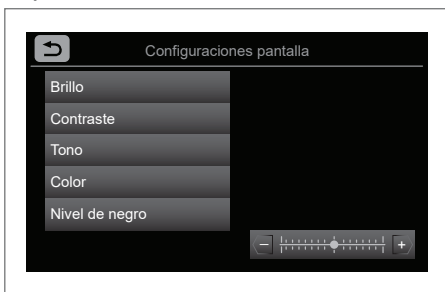 Configuraciones pantalla
Brillo
Contraste
Tono
Color
Nivel de negro
− +